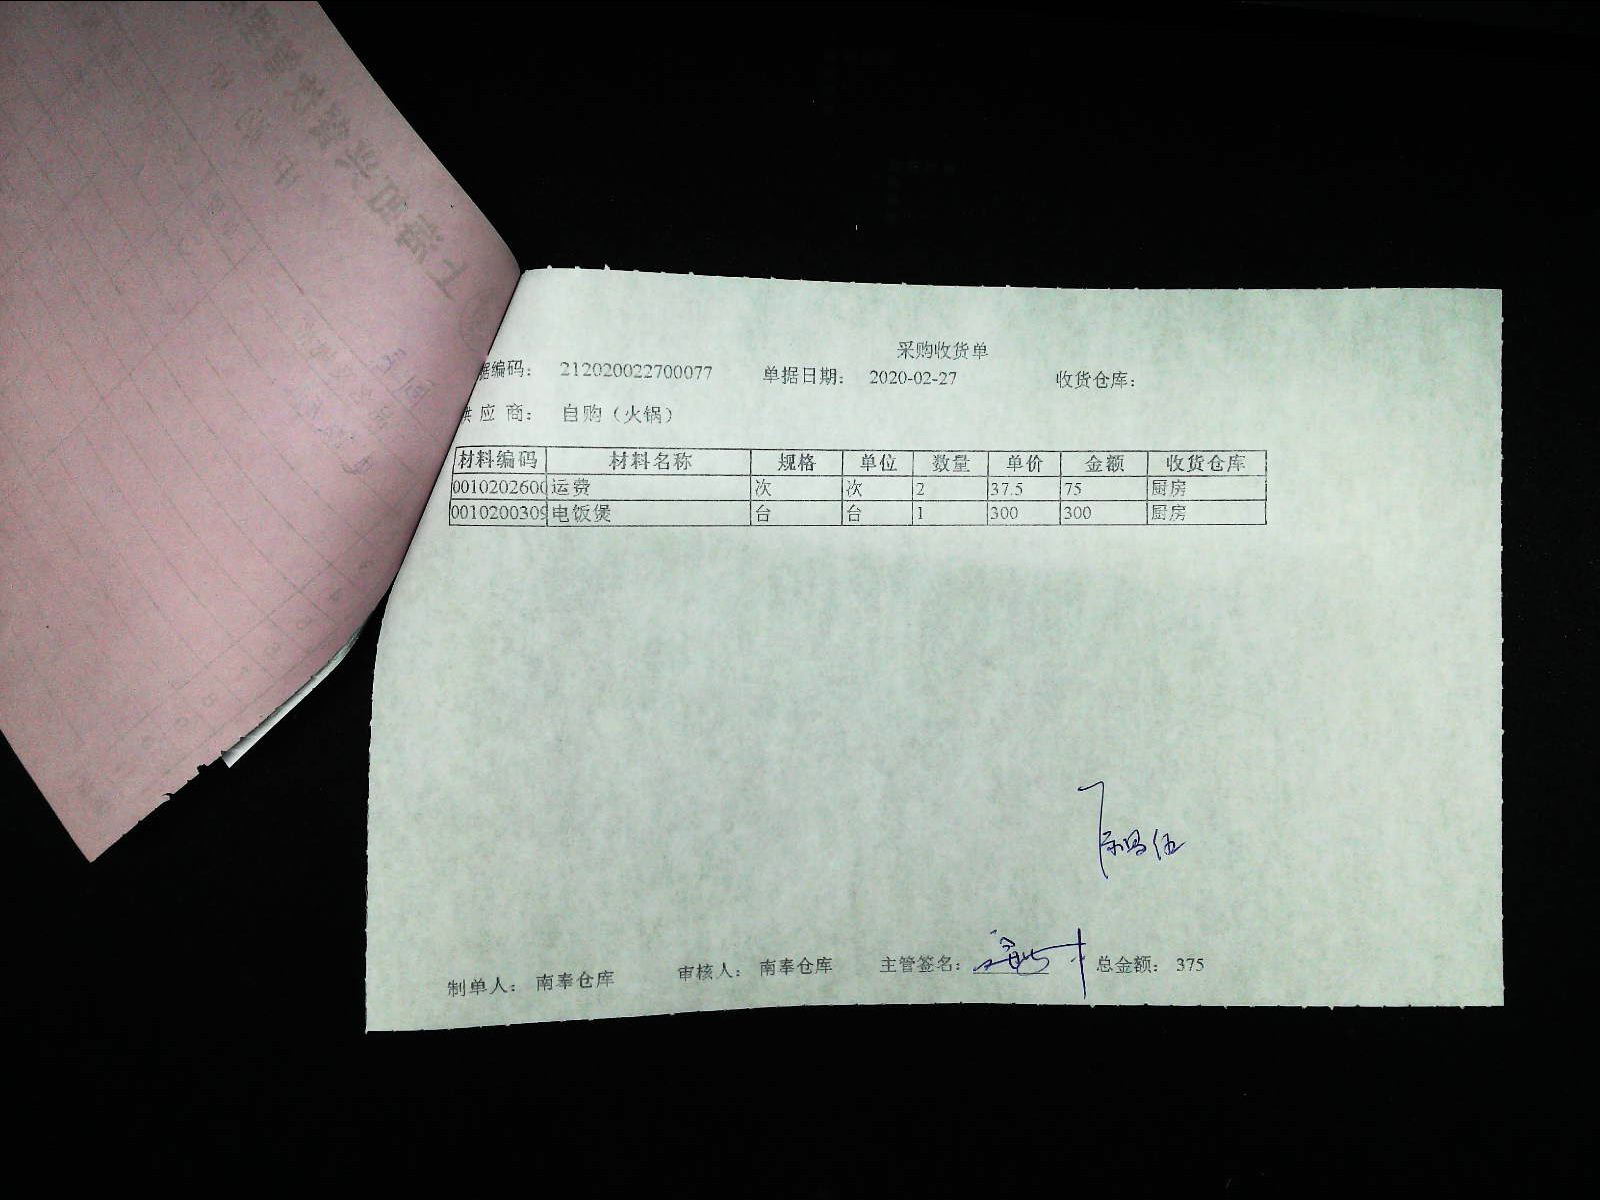 采购收货单
据编码： 212020022700077 单据日期： 2020-02-27 收货仓库：
供 应 商： 自购（火锅）
材料编码 材料名称 规格 单位 数量 单价 金额 收货仓库
0010202600 运费 次 次 2 37.5 75 厨房
0010200309 电饭煲 台 台 1 300 300 厨房
制单人： 南奉仓库 审核人： 南奉仓库 主管签名： 总金额： 375